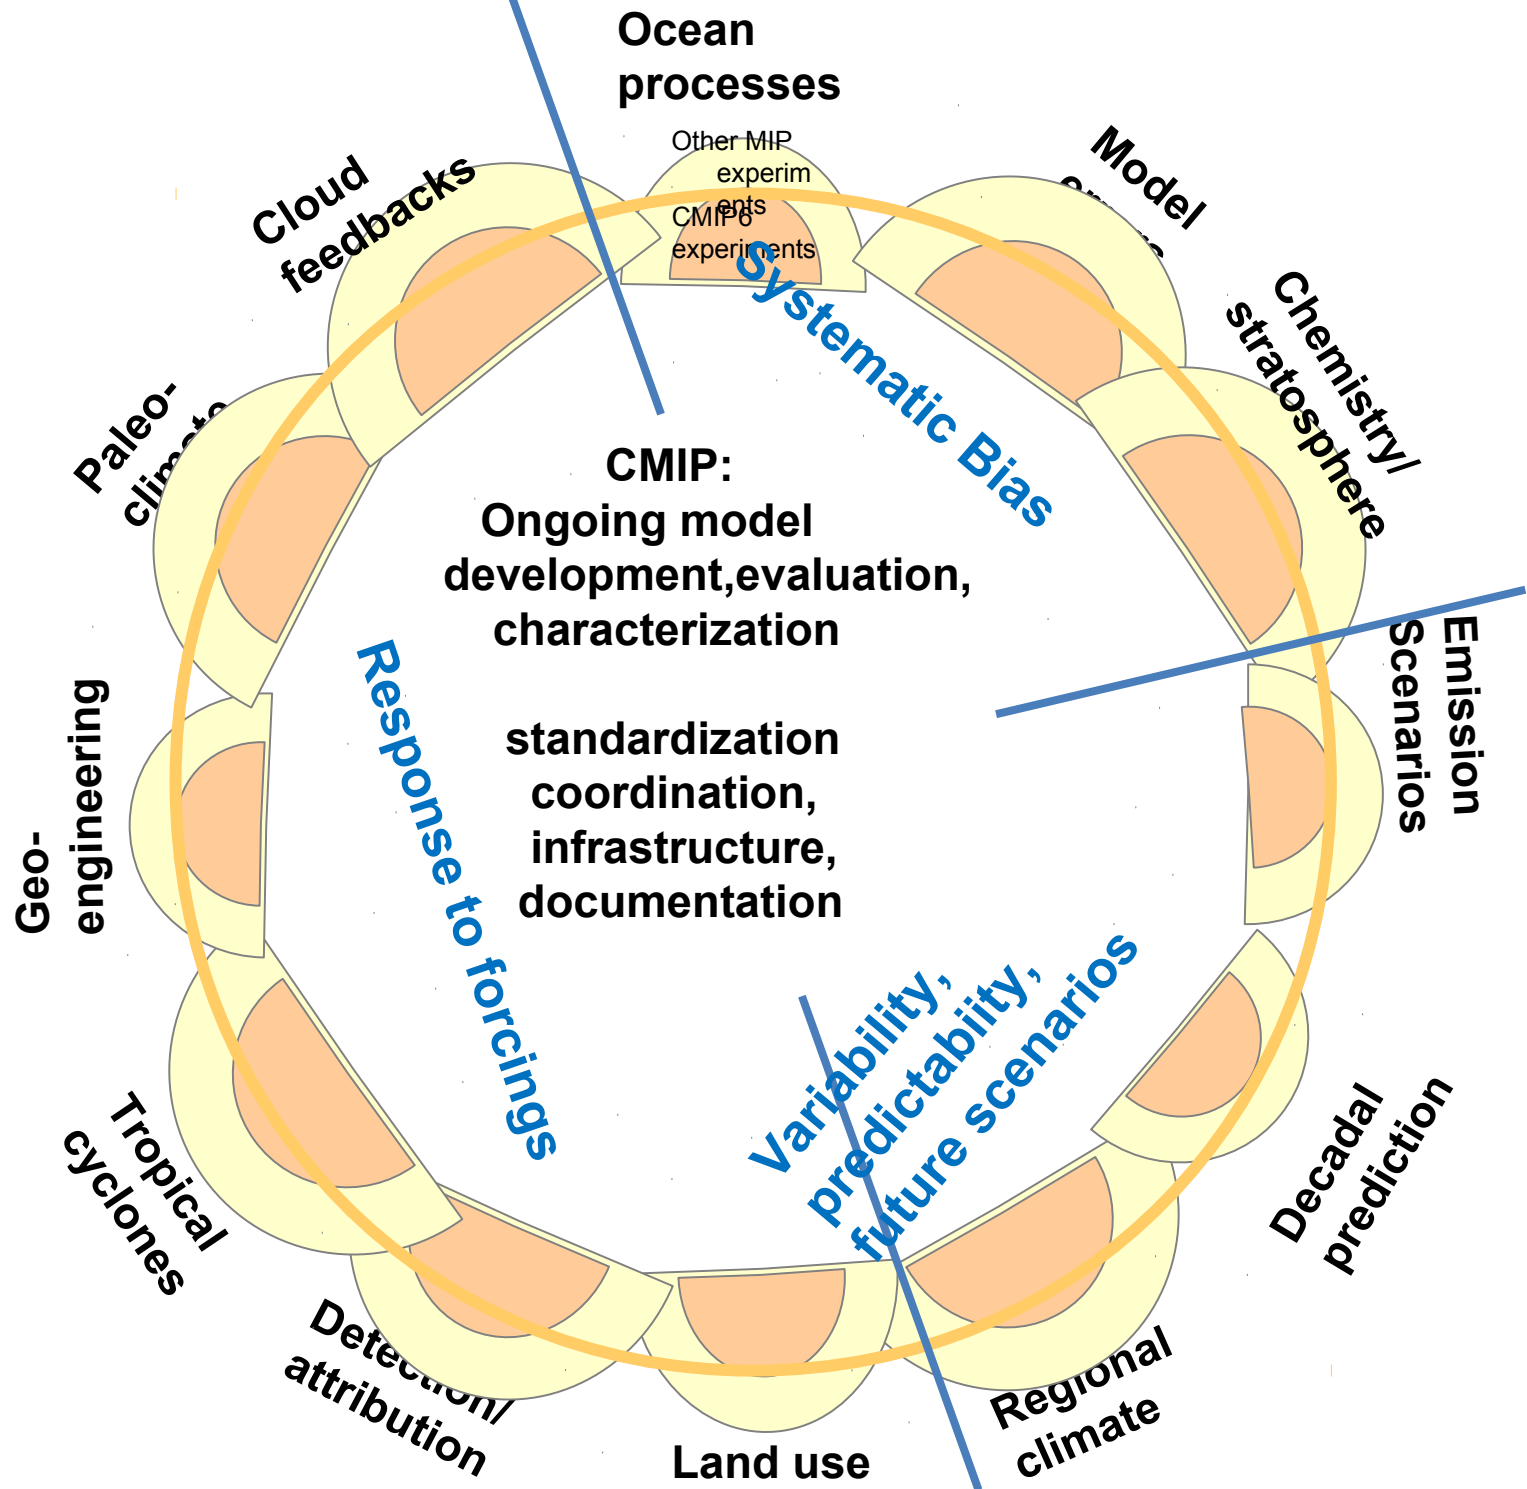 Ocean
processes
Other MIP
experim
ents
CMIP6
experiments
Model
Chemistry/
stratosphere
Emission
Scenarios
Decadal
prediction
Regional
climate
Land use
Detection/
attribution
Tropical
cyclones
Geo-
engineering
Paleo-
climate
Cloud
feedbacks
Systematic Bias
CMIP:
Ongoing model
development,evaluation,
characterization
standardization
coordination,
infrastructure,
documentation
Response to forcings
Variability,
predictabiity,
future scenarios